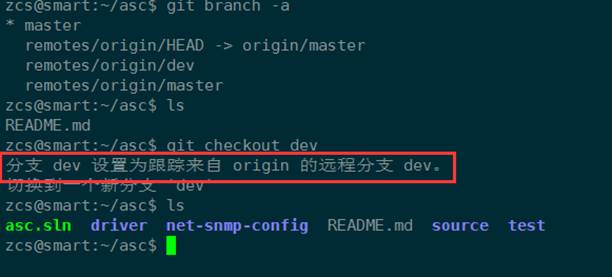 zcs@smart:~/asc$ git branch -a
* master
  remotes/origin/HEAD -> origin/master
  remotes/origin/dev
  remotes/origin/master
zcs@smart:~/asc$ ls
README.md
zcs@smart:~/asc$ git checkout dev
分支 dev 设置为跟踪来自 origin 的远程分支 dev。
切换到一个新分支 'dev'
zcs@smart:~/asc$ ls
asc.sln  driver  net-snmp-config  README.md  source  test
zcs@smart:~/asc$